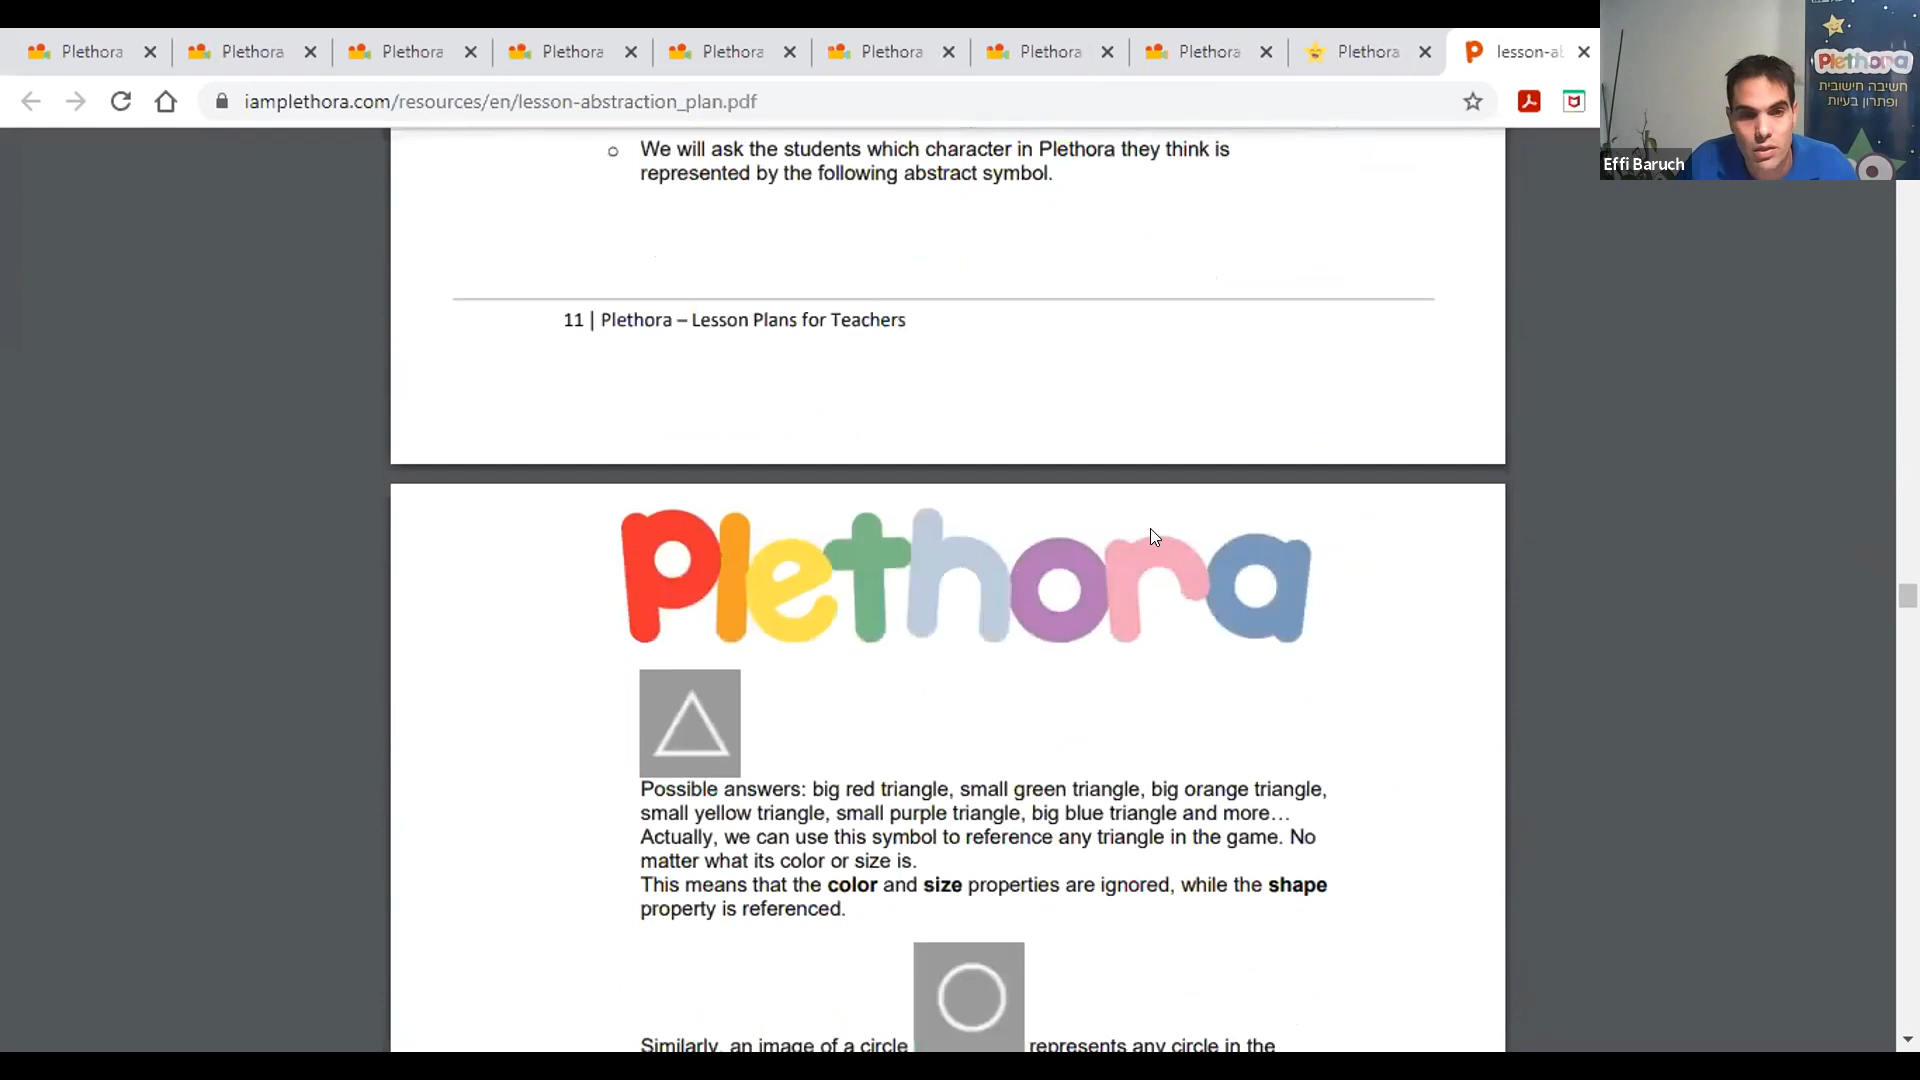 Plethora
Plethora
Plethora
Plethora
Plethora
Plethora
Plethora
Plethora
Plethora
lesson-al
iamplethora.com/resources/en/lesson-abstraction_plan.pdf
Plethora
חשיבה חישובית
ופתרון בעיות
Effi Baruch
o We will ask the students which character in Plethora they think is
represented by the following abstract symbol.
11 | Plethora – Lesson Plans for Teachers
Plethora
Possible answers: big red triangle, small green triangle, big orange triangle,
small yellow triangle, small purple triangle, big blue triangle and more…
Actually, we can use this symbol to reference any triangle in the game. No
matter what its color or size is.
This means that the color and size properties are ignored, while the shape
property is referenced.
Similarly, an image of a circle represents any circle in the